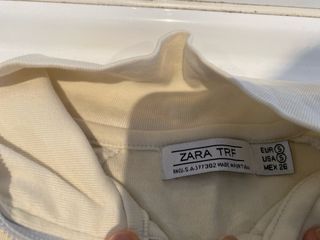 ZARA TRF
EUR S
USA S
MEX 26